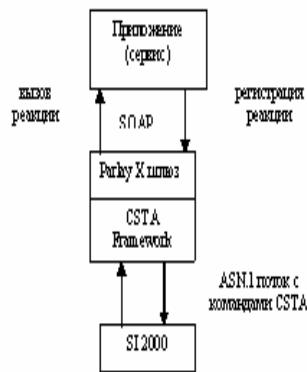 Приложение
(сервис)
вызов
реакции
регистрация
реакции
SOAP
Parlay X шлюз
CSTA
Framework
ASN.1 поток с
командами CSTA
SI 2000